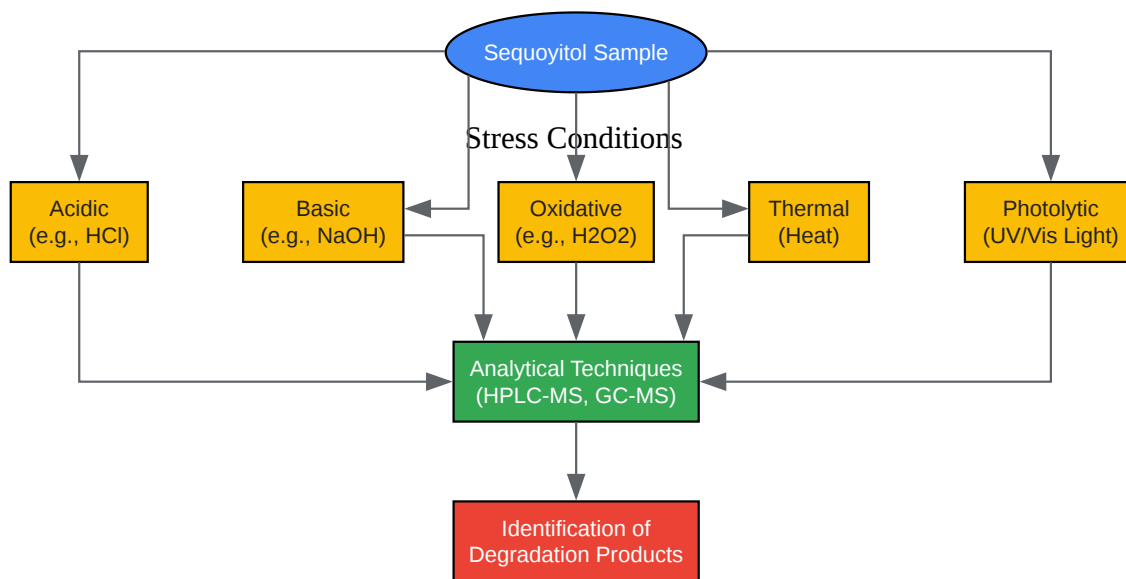 Sequoyitol Sample
Stress Conditions
Acidic
(e.g., HCl)
Basic
(e.g., NaOH)
Oxidative
(e.g., H2O2)
Thermal
(Heat)
Photolytic
(UV/Vis Light)
Analytical Techniques
(HPLC-MS, GC-MS)
Identification of
Degradation Products